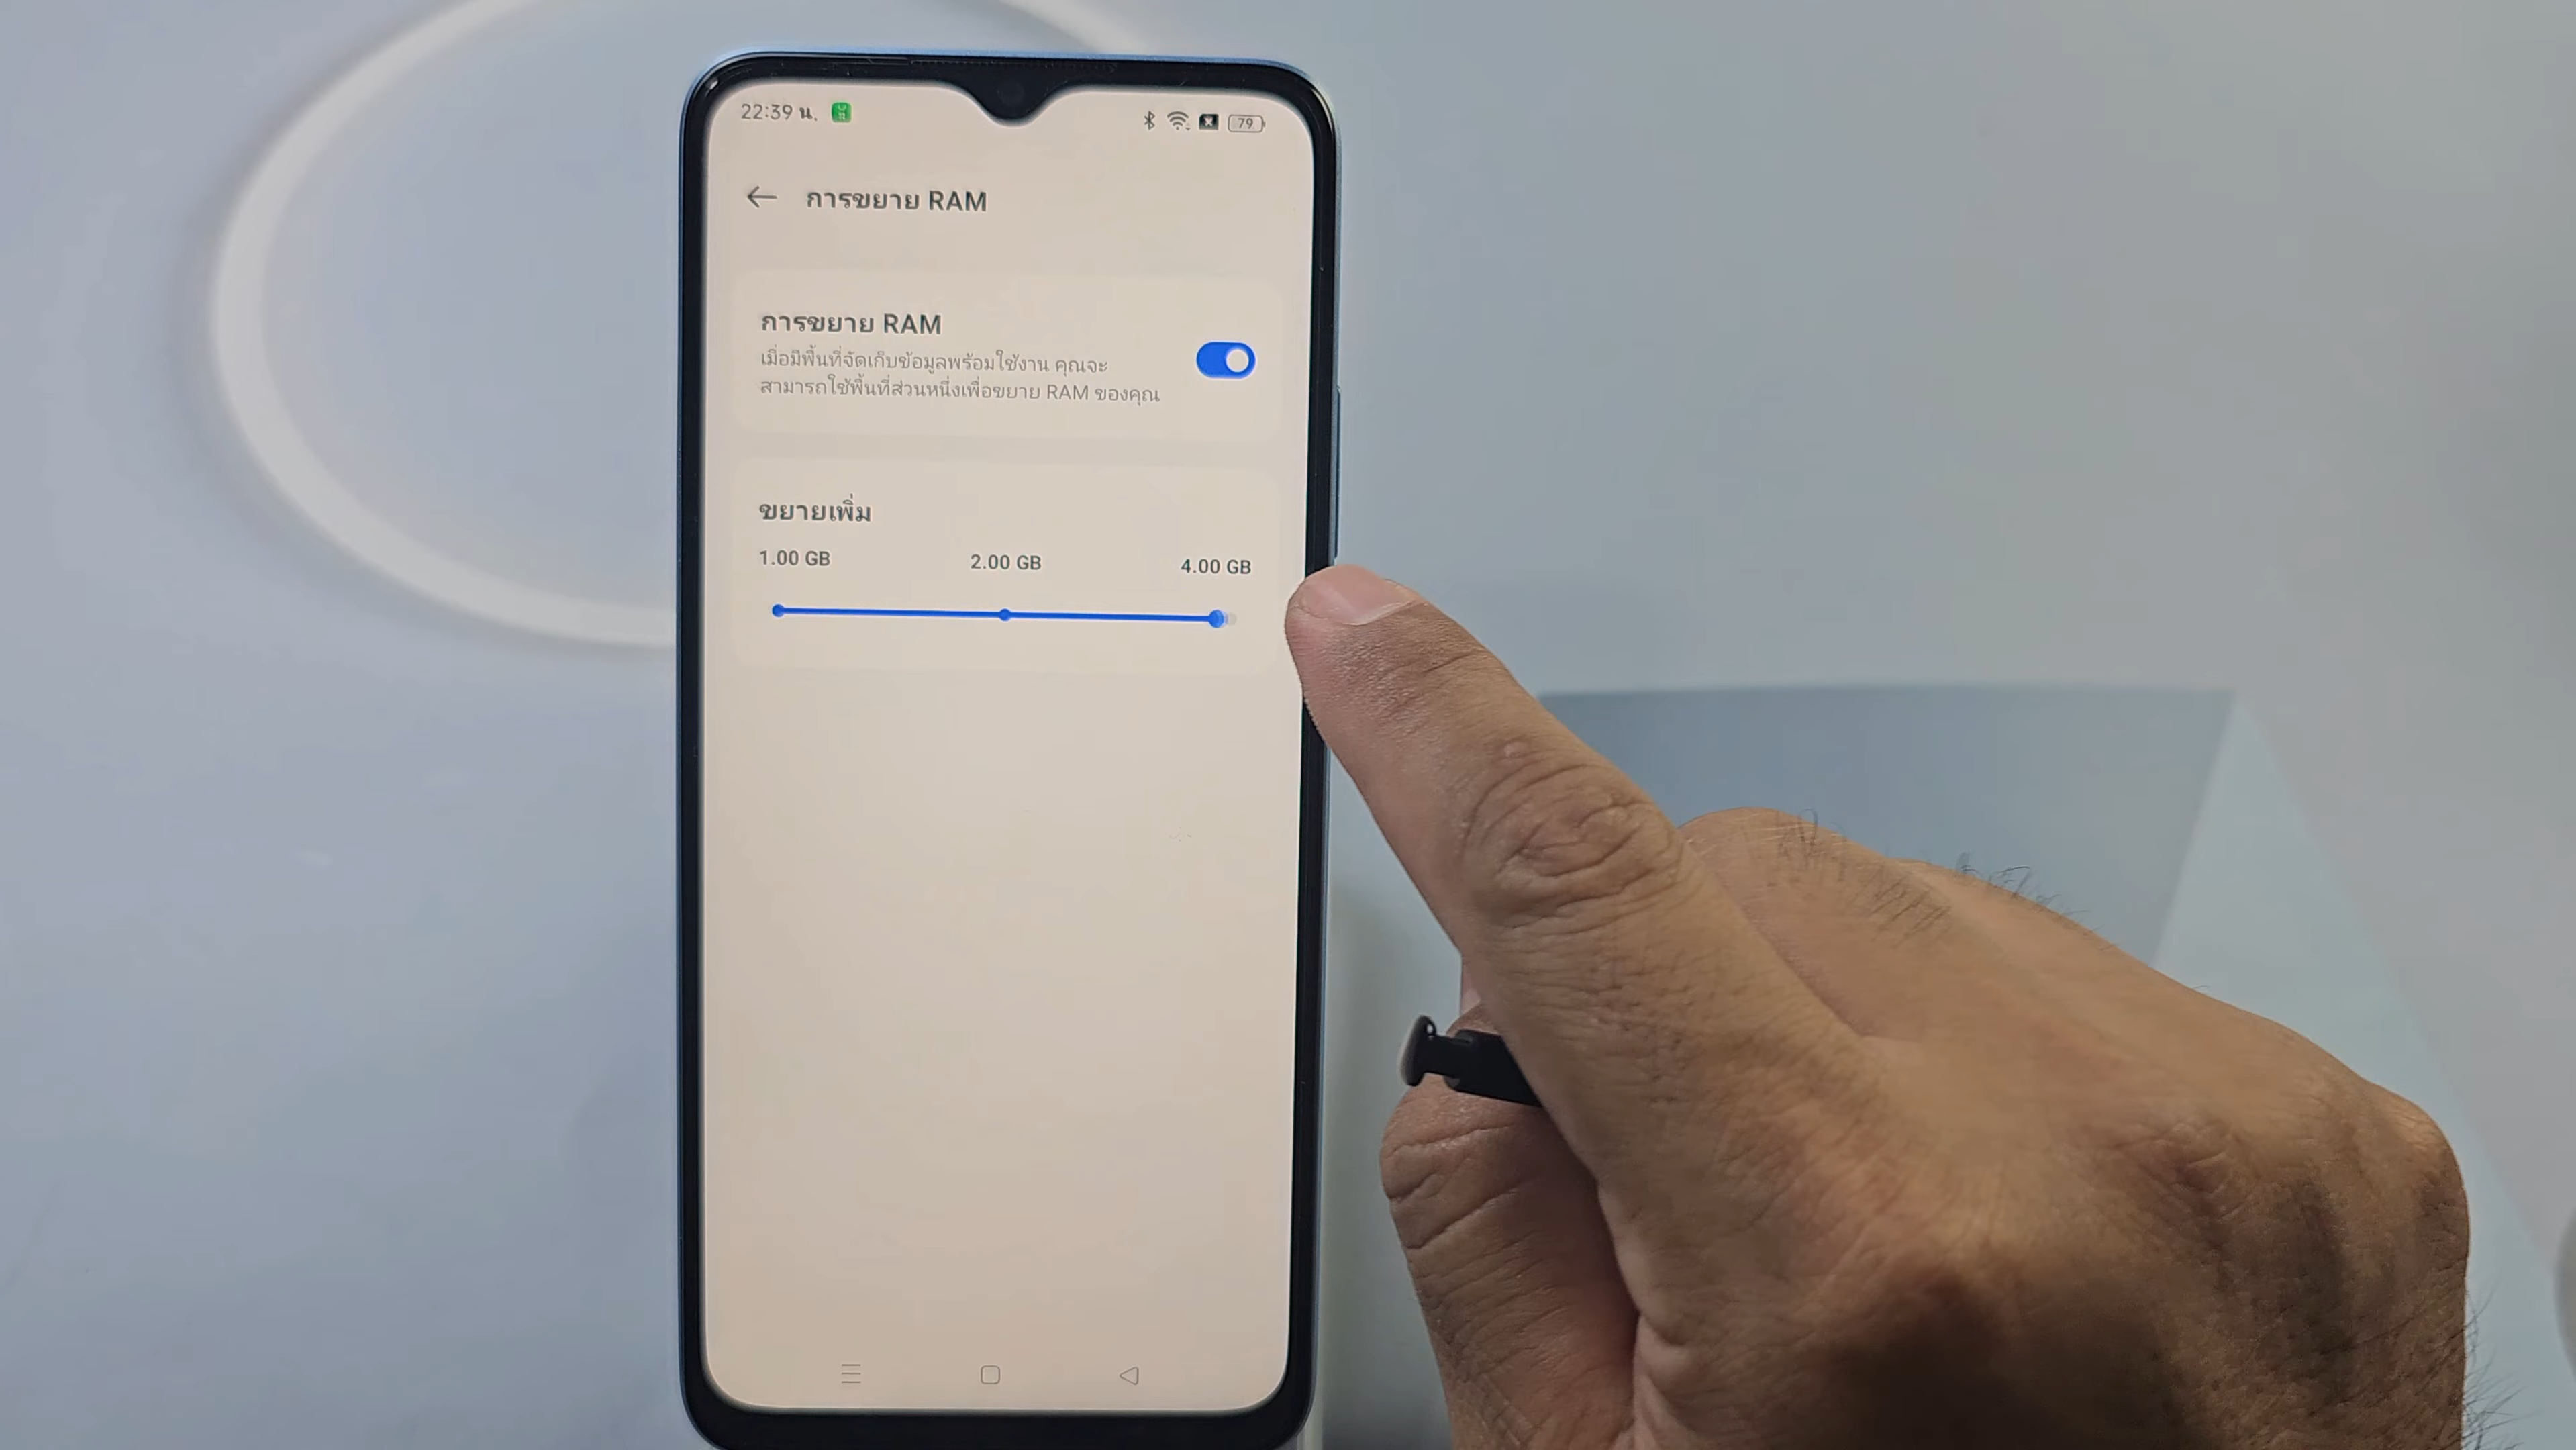 22:39 น.
79
การขยาย RAM
การขยาย RAM
เมื่อมีพื้นที่จัดเก็บข้อมูลพร้อมใช้งาน คุณจะ
สามารถใช้พื้นที่ส่วนหนึ่งเพื่อขยาย RAM ของคุณ
ขยายเพิ่ม
1.00 GB 2.00 GB 4.00 GB